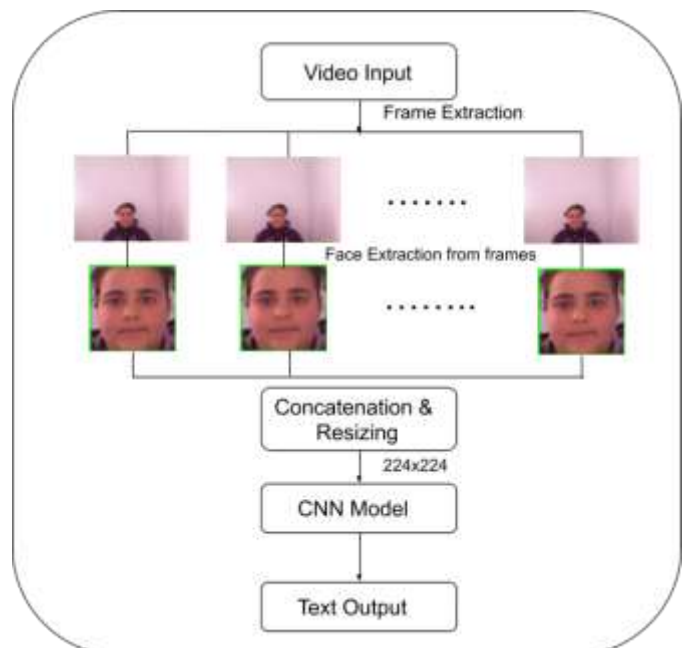 Video Input
Frame Extraction
.......
Face Extraction from frames
........
Concatenation &
Resizing
224x224
CNN Model
Text Output